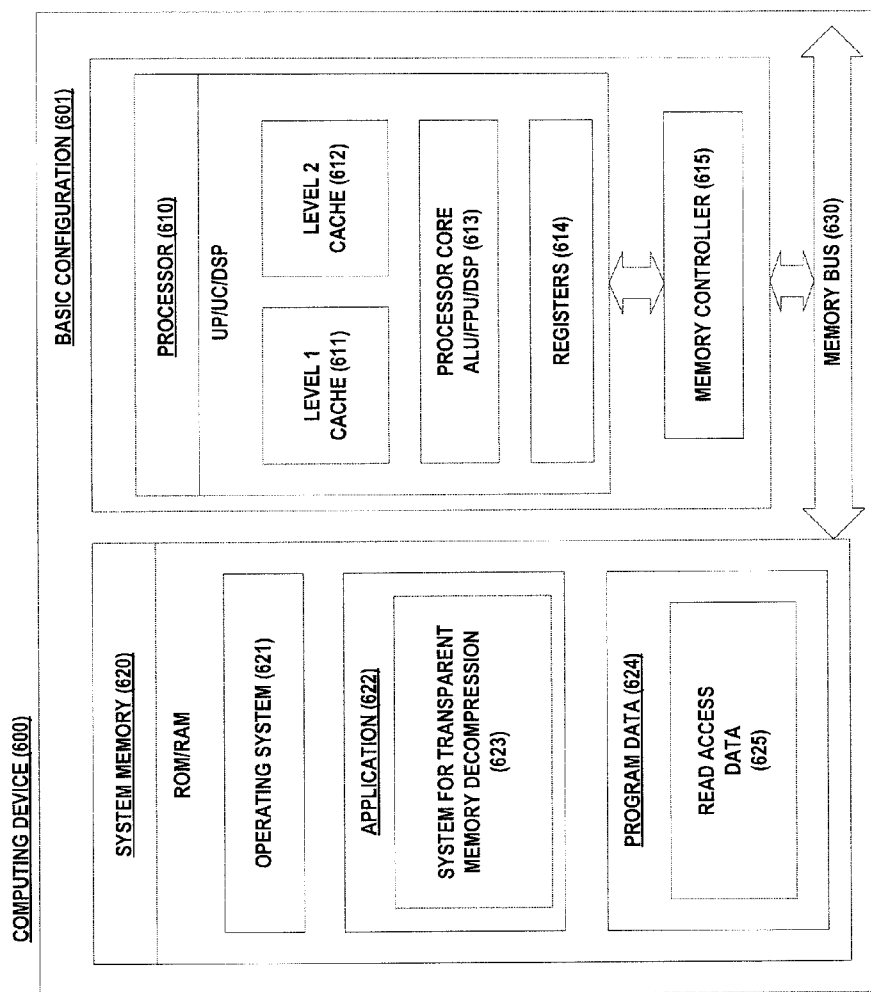 COMPUTING DEVICE (600)
SYSTEM MEMORY (620)
ROM/RAM
OPERATING SYSTEM (621)
APPLICATION (622)
SYSTEM FOR TRANSPARENT
MEMORY DECOMPRESSION
(623)
PROGRAM DATA (624)
READ ACCESS
DATA
(625)
BASIC CONFIGURATION (601)
PROCESSOR (610)
UP/UC/DSP
LEVEL 1
CACHE (611)
LEVEL 2
CACHE (612)
PROCESSOR CORE
ALU/FPU/DSP (613)
REGISTERS (614)
MEMORY CONTROLLER (615)
MEMORY BUS (630)